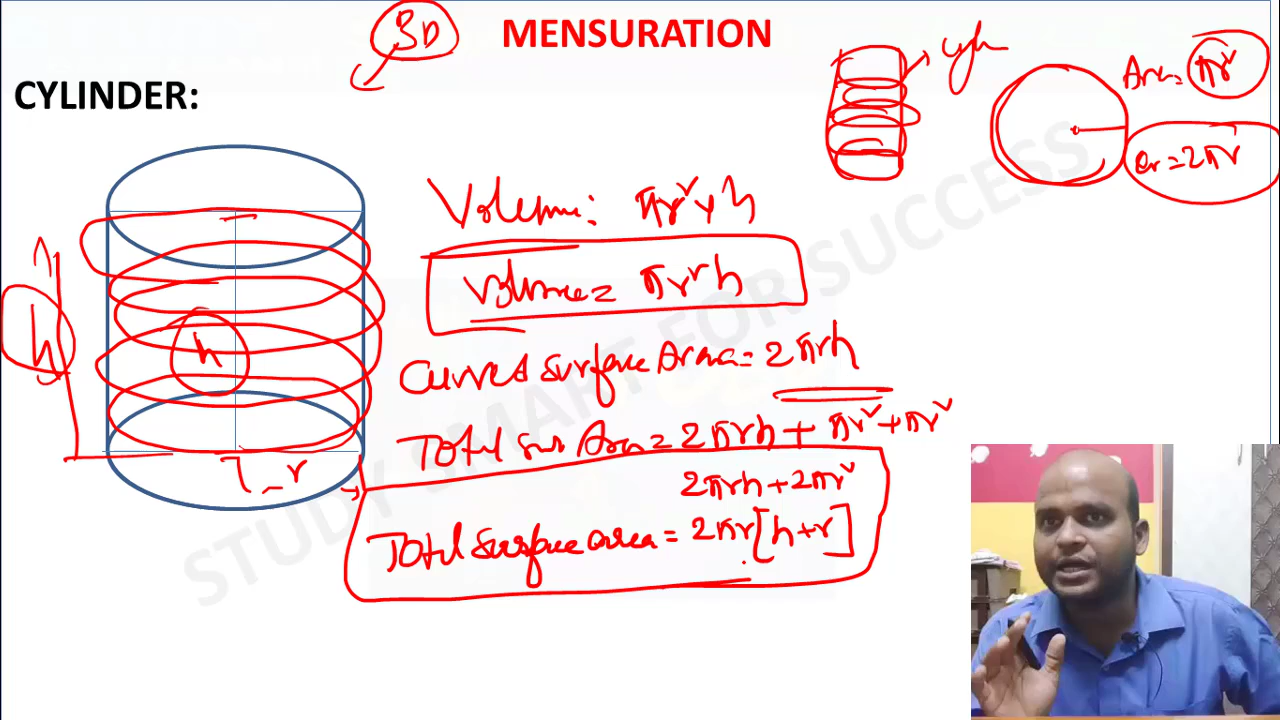 3D
MENSURATION
CYLINDER:
cyl
Area = πr²
cr = 2πr
Volume: πr² × h
Volume = πr²h
Curved surface Area = 2πrh
Total sur Area = 2πrh + πr² + πr²
2πrh + 2πr²
Total surface area = 2πr[h+r]
h
h
r
STUDY SMART FOR SUCCESS